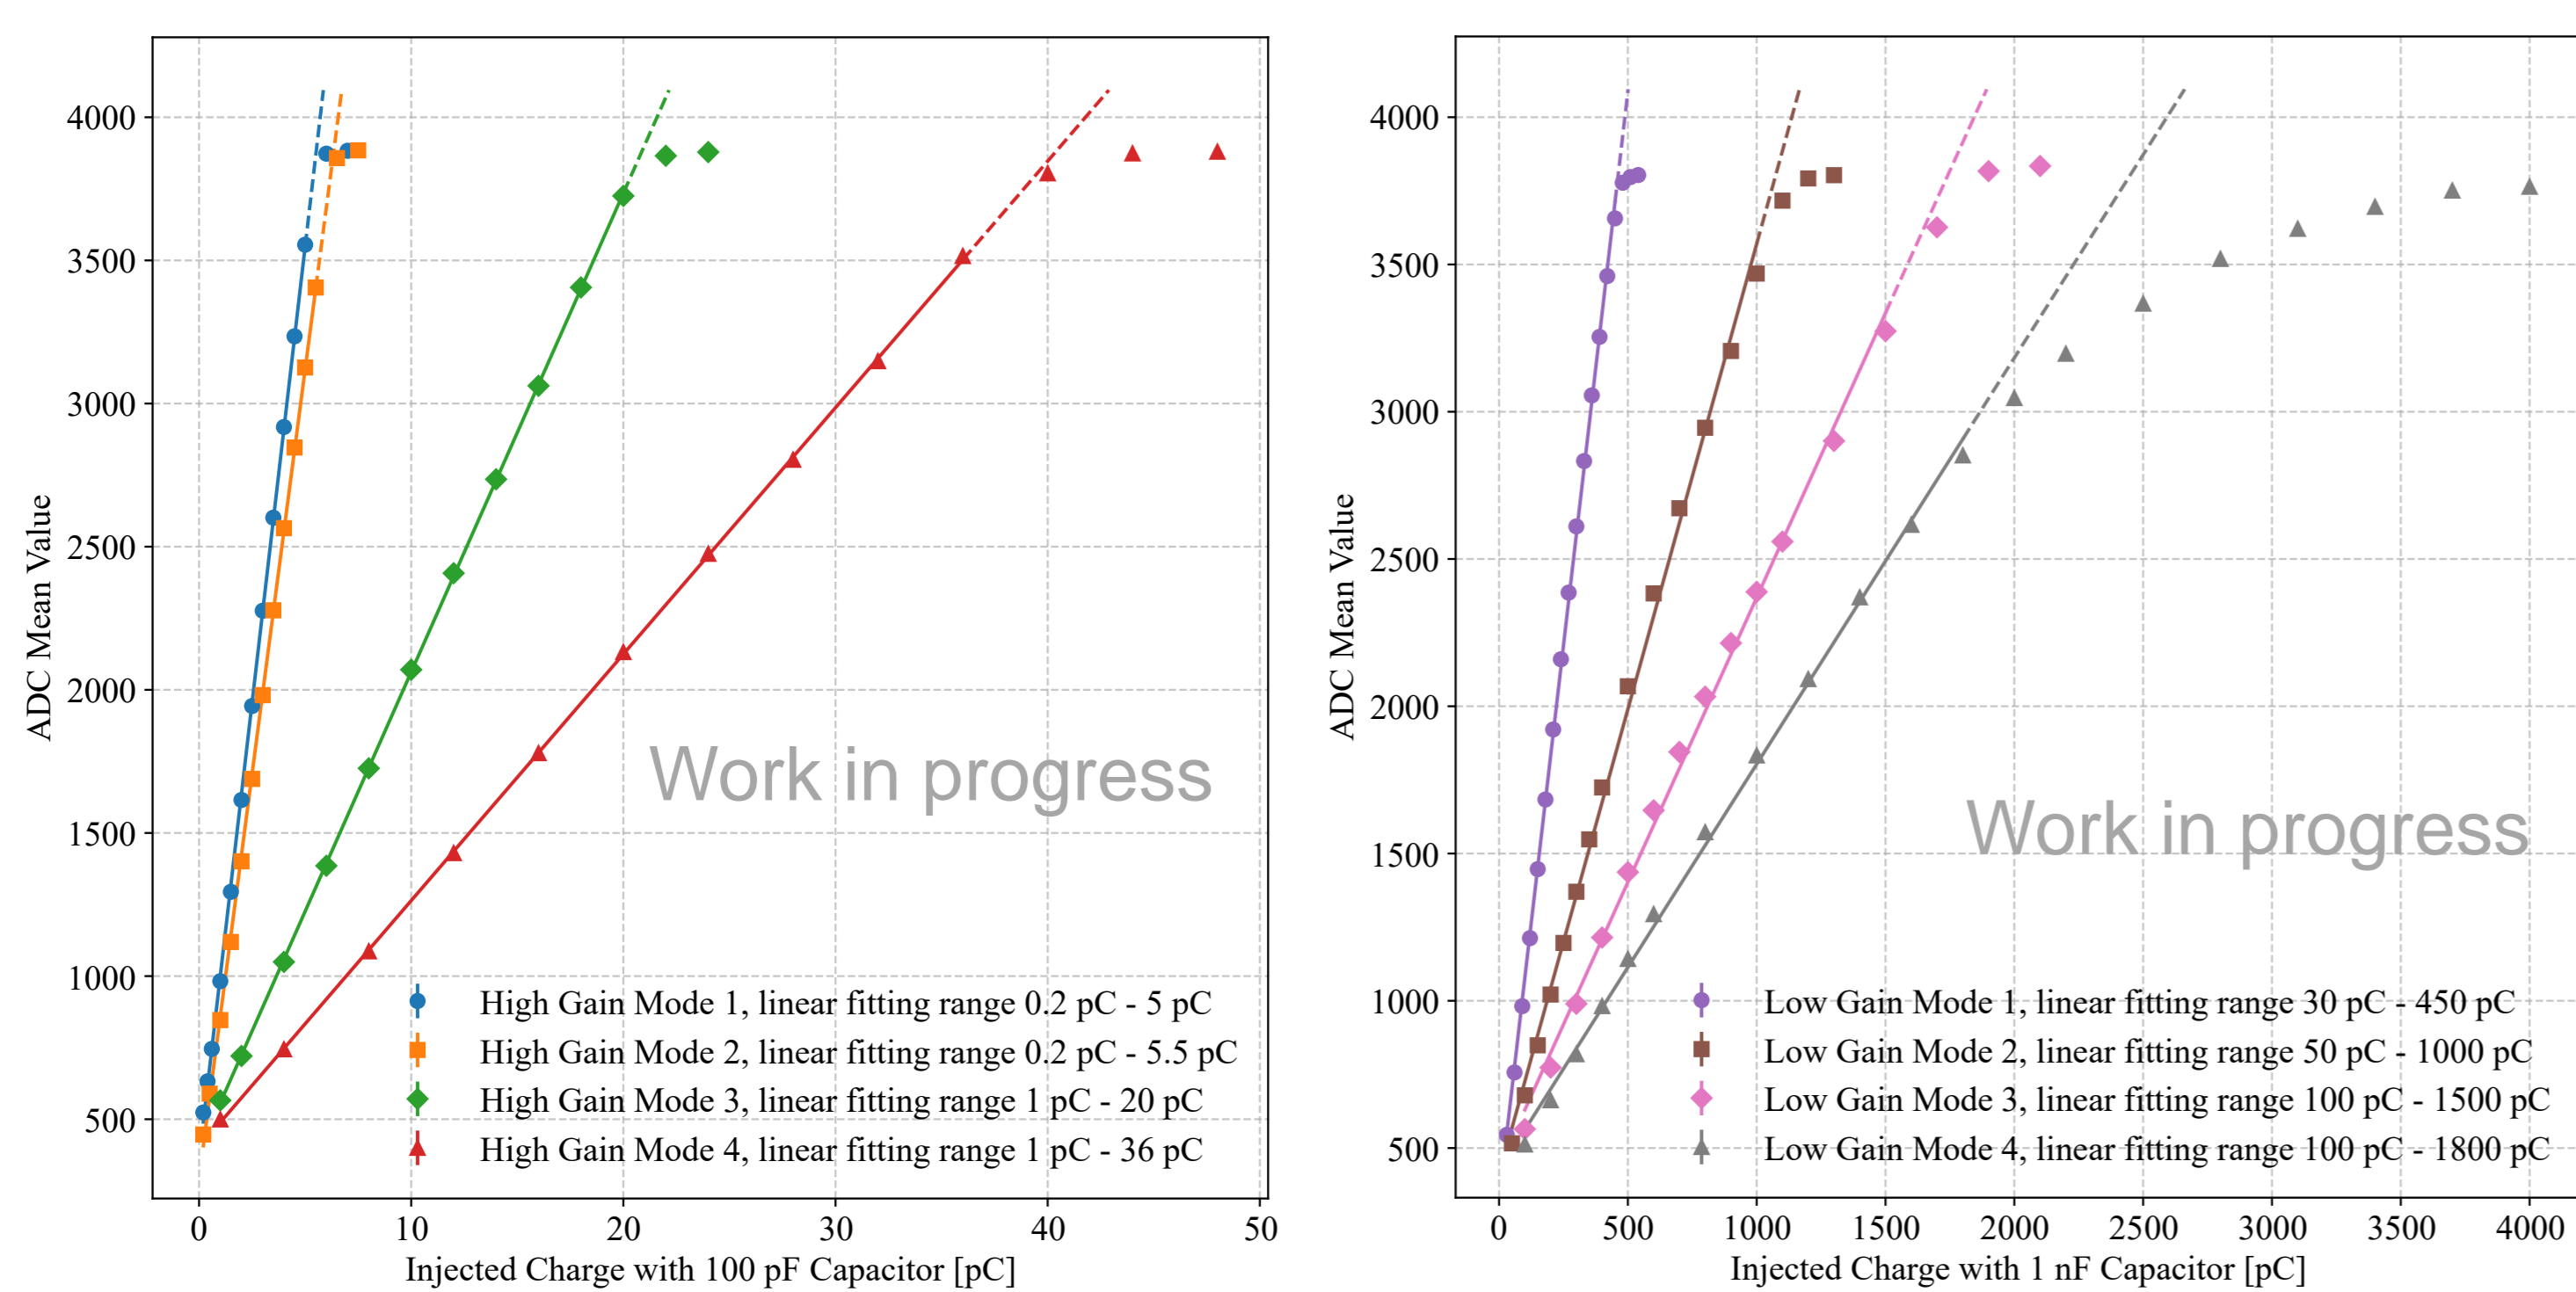 4000
3500
3000
2500
2000
1500
1000
500
ADC Mean Value
Work in progress
High Gain Mode 1, linear fitting range 0.2 pC - 5 pC
High Gain Mode 2, linear fitting range 0.2 pC - 5.5 pC
High Gain Mode 3, linear fitting range 1 pC - 20 pC
High Gain Mode 4, linear fitting range 1 pC - 36 pC
0 10 20 30 40 50
Injected Charge with 100 pF Capacitor [pC]
4000
3500
3000
2500
2000
1500
1000
500
ADC Mean Value
Work in progress
Low Gain Mode 1, linear fitting range 30 pC - 450 pC
Low Gain Mode 2, linear fitting range 50 pC - 1000 pC
Low Gain Mode 3, linear fitting range 100 pC - 1500 pC
Low Gain Mode 4, linear fitting range 100 pC - 1800 pC
0 500 1000 1500 2000 2500 3000 3500 4000
Injected Charge with 1 nF Capacitor [pC]